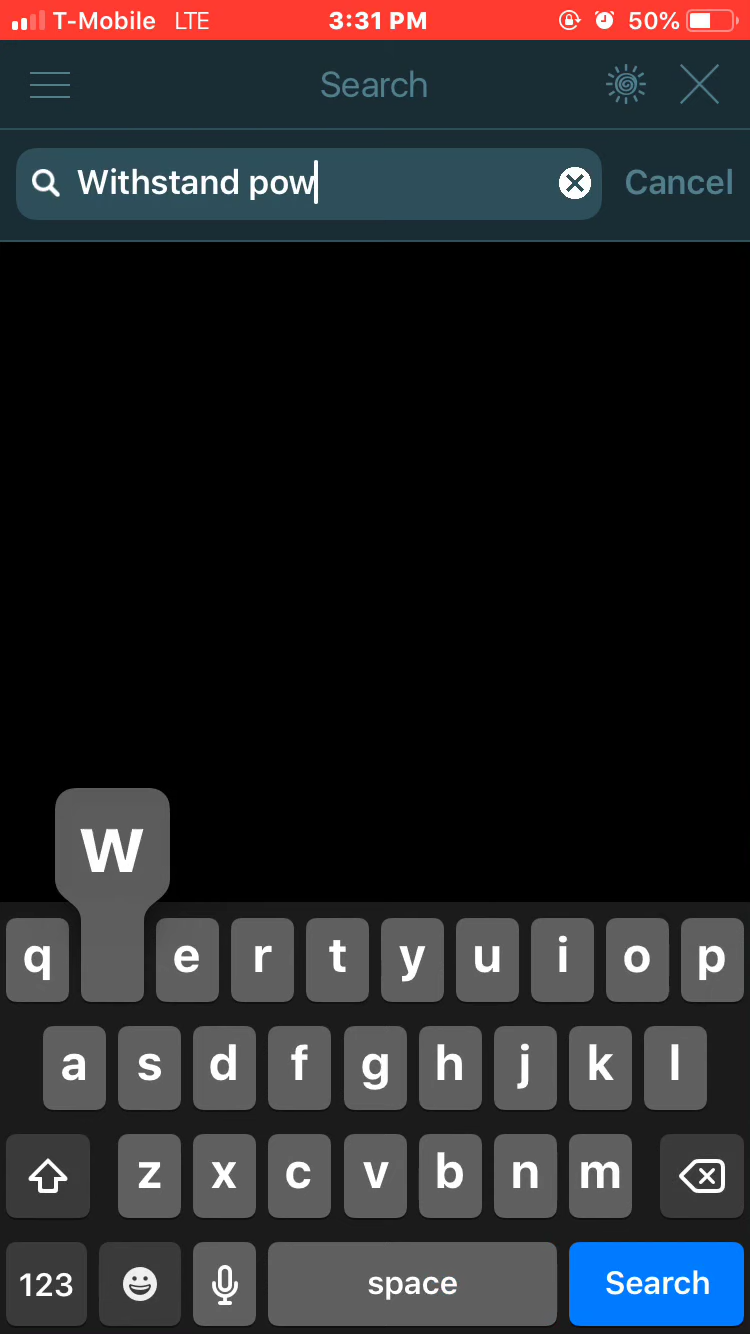 T-Mobile LTE 3:31 PM 50%
Search
Withstand pow Cancel
w
q e r t y u i o p
a s d f g h j k l
z x c v b n m
123 space Search